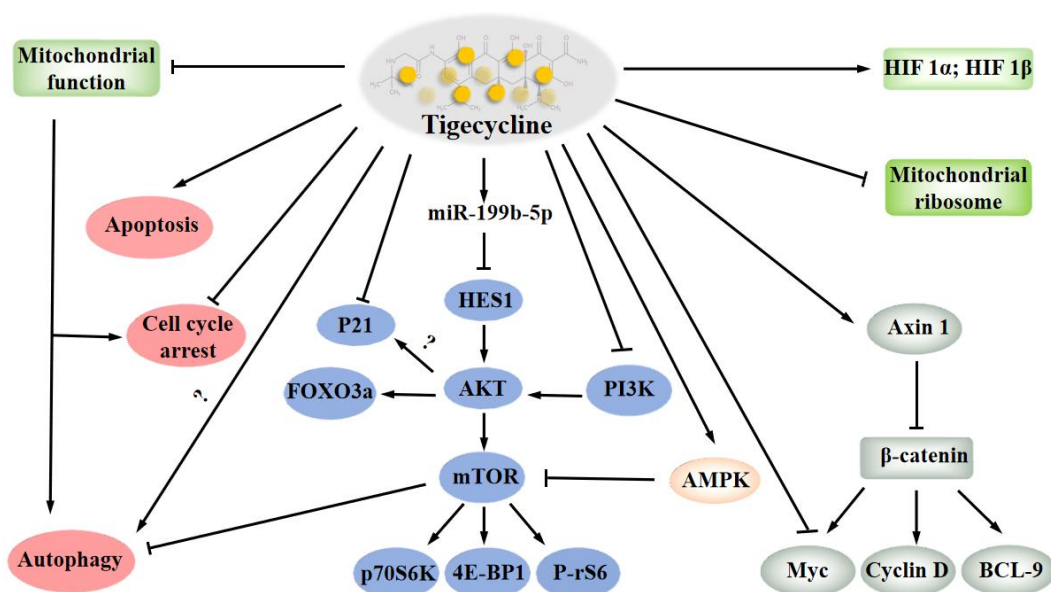 Mitochondrial
function
Tigecycline
HIF 1α; HIF 1β
Mitochondrial
ribosome
Apoptosis
miR-199b-5p
HES1
Cell cycle
arrest
P21
?
Axin 1
FOXO3a
AKT
PI3K
?
β-catenin
mTOR
AMPK
Autophagy
p70S6K
4E-BP1
P-rS6
Myc
Cyclin D
BCL-9